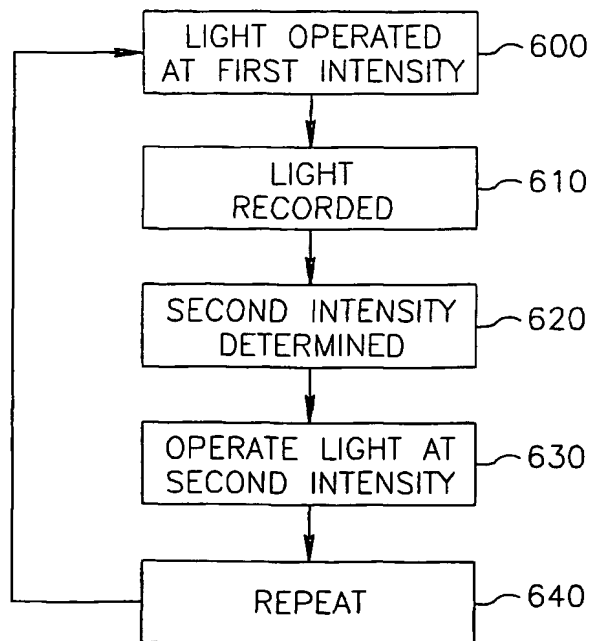 LIGHT OPERATED
AT FIRST INTENSITY
600
LIGHT
RECORDED
610
SECOND INTENSITY
DETERMINED
620
OPERATE LIGHT AT
SECOND INTENSITY
630
REPEAT
640